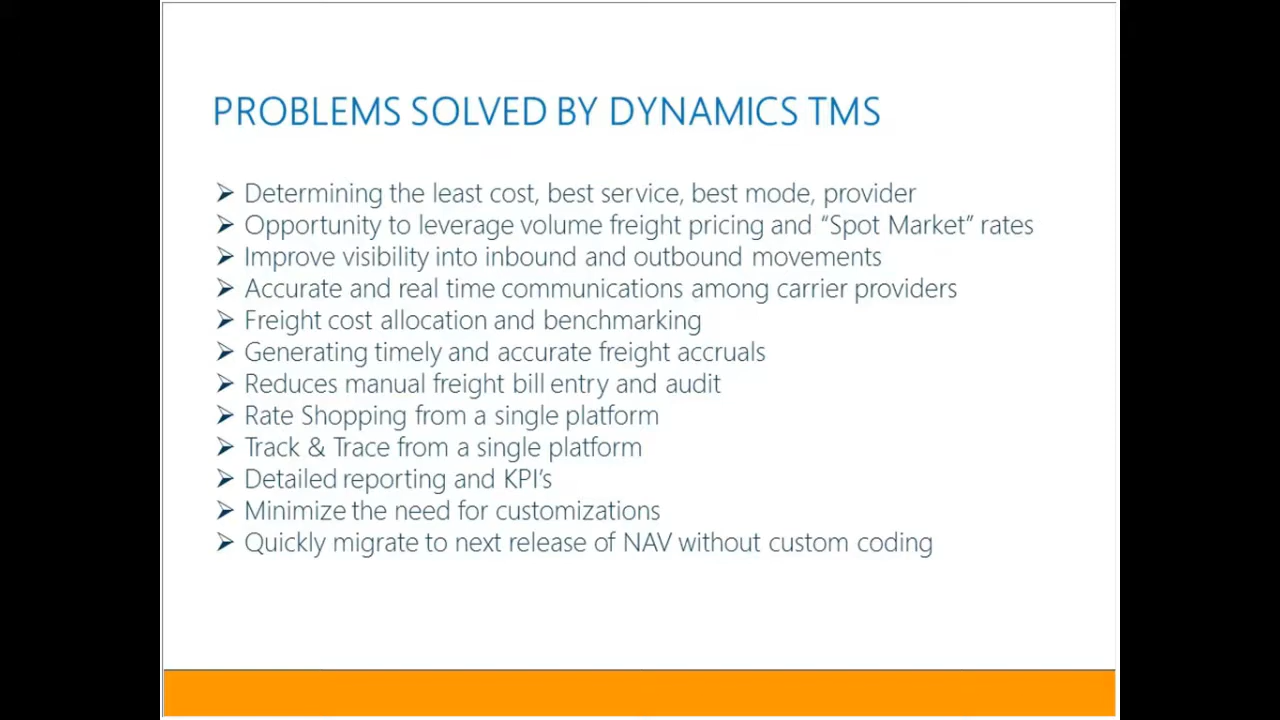 PROBLEMS SOLVED BY DYNAMICS TMS
➢ Determining the least cost, best service, best mode, provider
➢ Opportunity to leverage volume freight pricing and “Spot Market” rates
➢ Improve visibility into inbound and outbound movements
➢ Accurate and real time communications among carrier providers
➢ Freight cost allocation and benchmarking
➢ Generating timely and accurate freight accruals
➢ Reduces manual freight bill entry and audit
➢ Rate Shopping from a single platform
➢ Track & Trace from a single platform
➢ Detailed reporting and KPI’s
➢ Minimize the need for customizations
➢ Quickly migrate to next release of NAV without custom coding